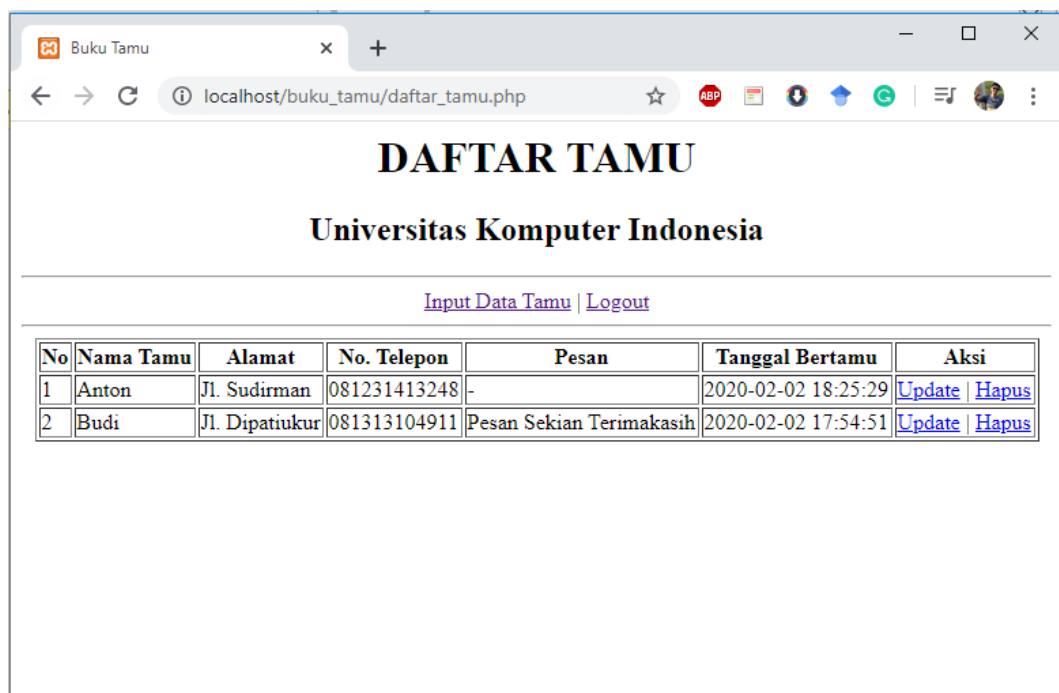 Buku Tamu
localhost/buku_tamu/daftar_tamu.php
ABP
G
DAFTAR TAMU
Universitas Komputer Indonesia
Input Data Tamu | Logout
No Nama Tamu Alamat No. Telepon Pesan Tanggal Bertamu Aksi
1 Anton Jl. Sudirman 081231413248 - 2020-02-02 18:25:29 Update | Hapus
2 Budi Jl. Dipatiukur 081313104911 Pesan Sekian Terimakasih 2020-02-02 17:54:51 Update | Hapus